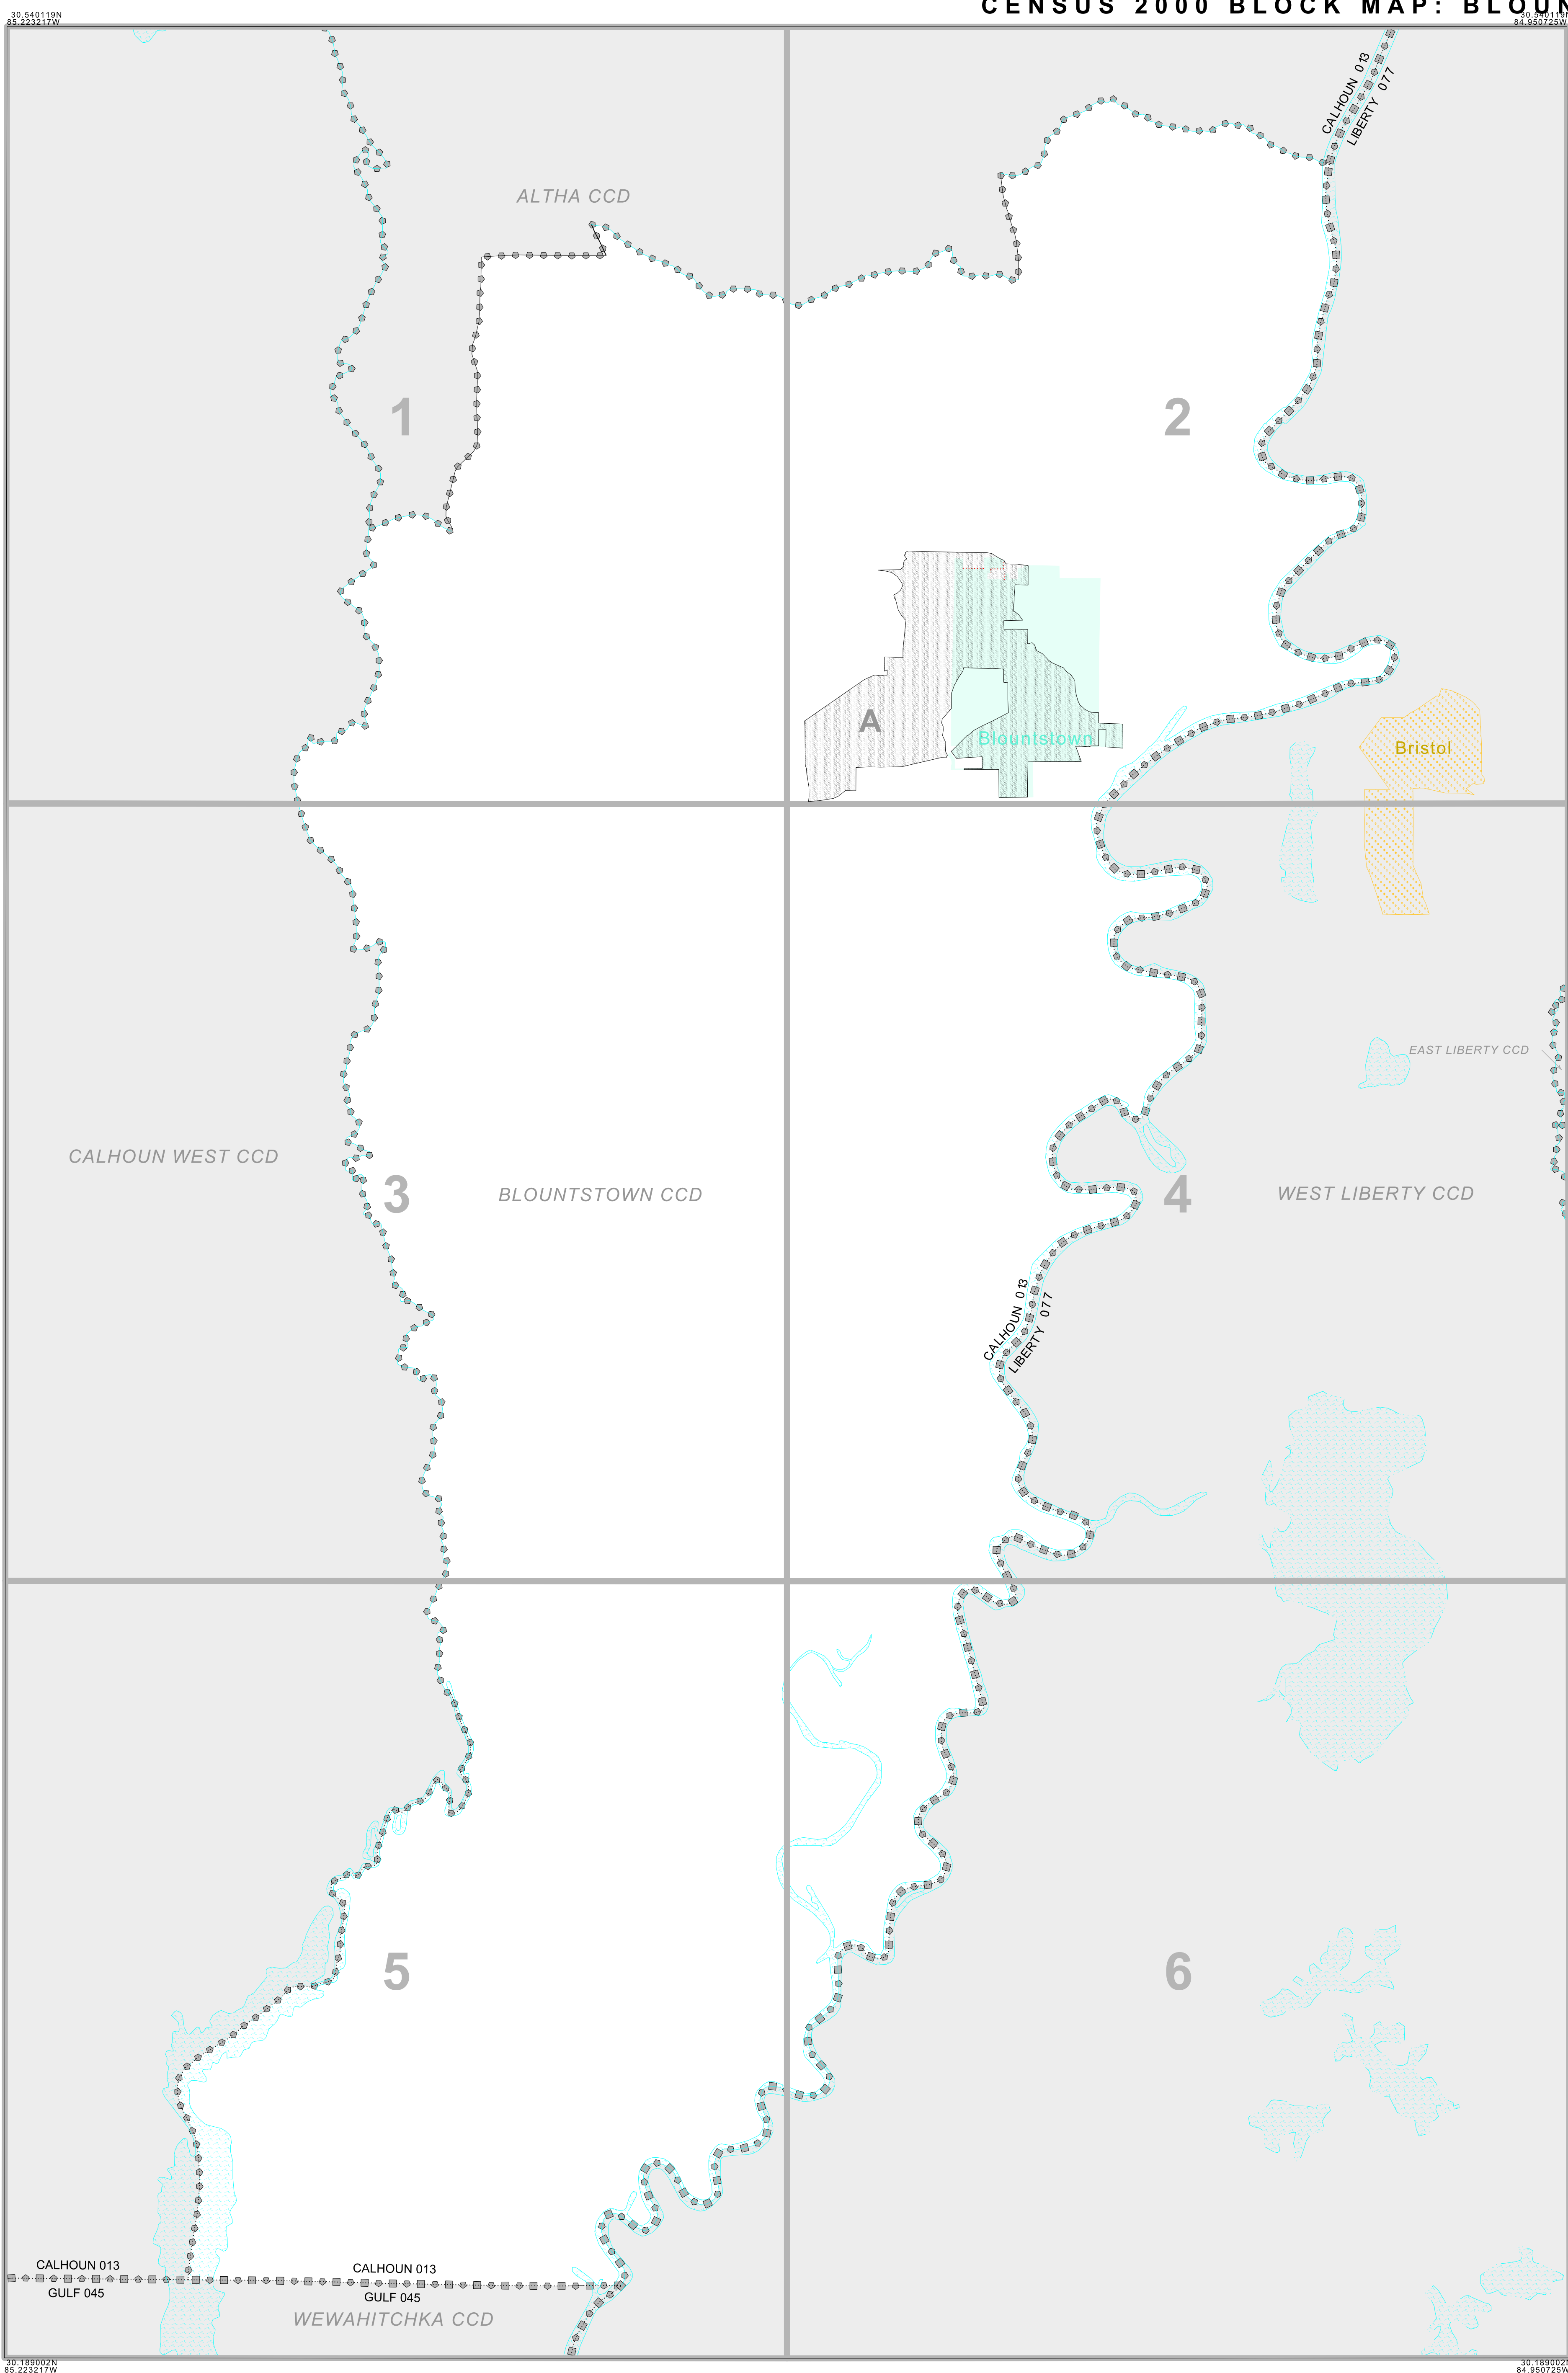 CENSUS 2000 BLOCK MAP: BLOUN
30.540119N
85.223217W
30.540119N
84.950725W
CALHOUN 013
LIBERTY 077
ALTHA CCD
1
2
A
Blountstown
Bristol
EAST LIBERTY CCD
CALHOUN WEST CCD
3
BLOUNTSTOWN CCD
4
WEST LIBERTY CCD
CALHOUN 013
LIBERTY 077
5
6
CALHOUN 013
GULF 045
CALHOUN 013
GULF 045
WEWAHITCHKA CCD
30.189002N
85.223217W
30.189002N
84.950725W